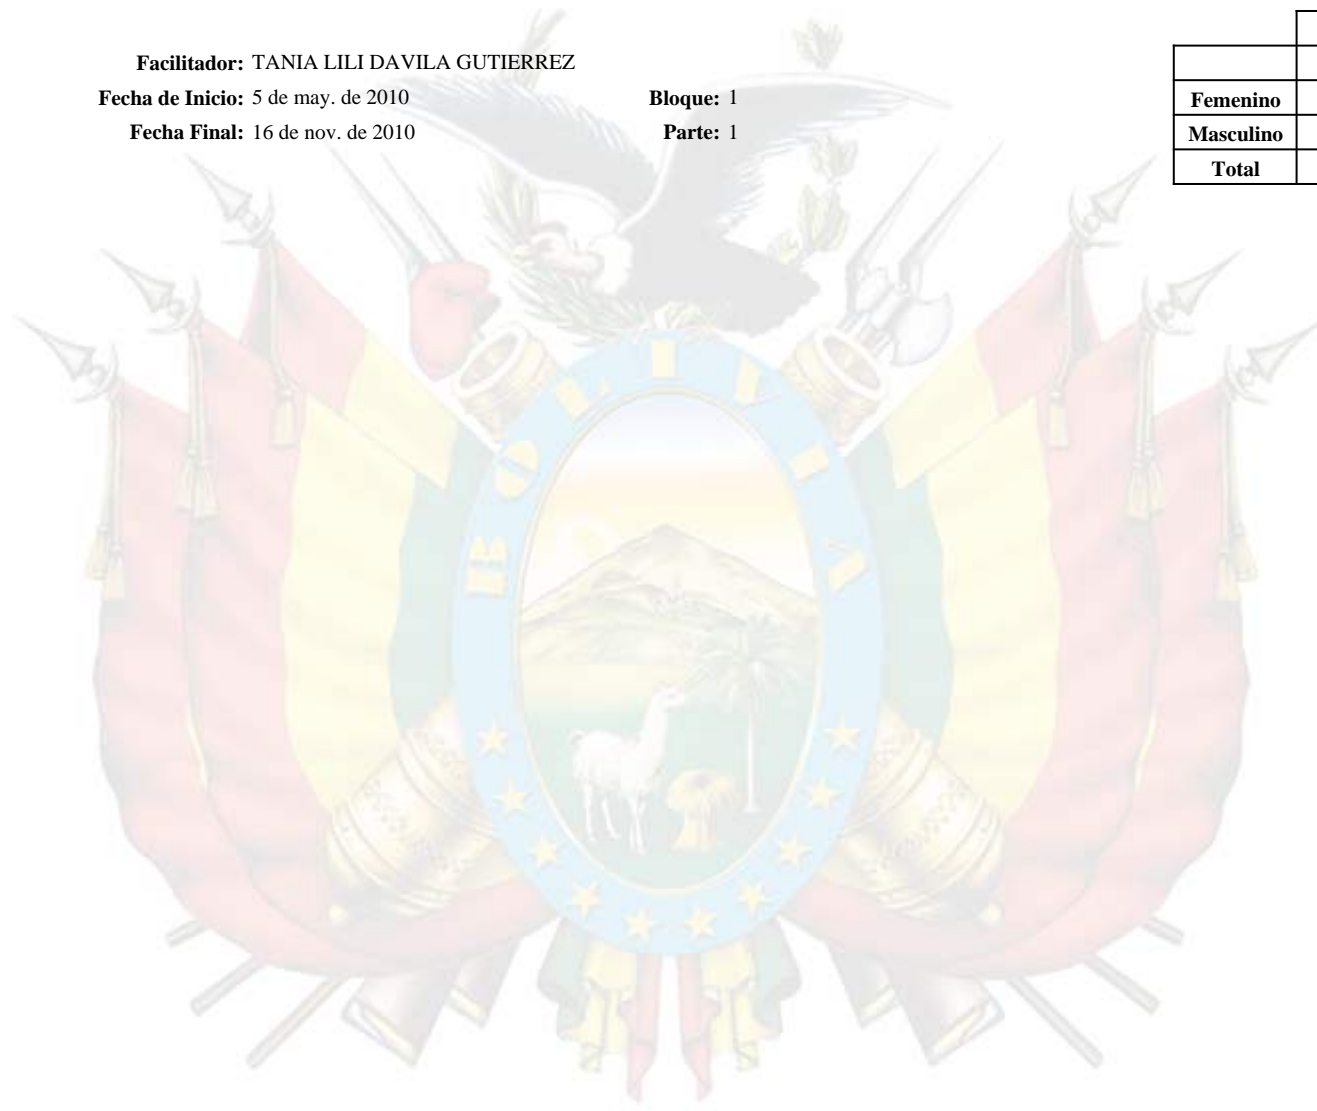 Facilitador: TANIA LILI DAVILA GUTIERREZ
Fecha de Inicio: 5 de may. de 2010 Bloque: 1
Fecha Final: 16 de nov. de 2010 Parte: 1
Femenino
Masculino
Total
BOLIVIA